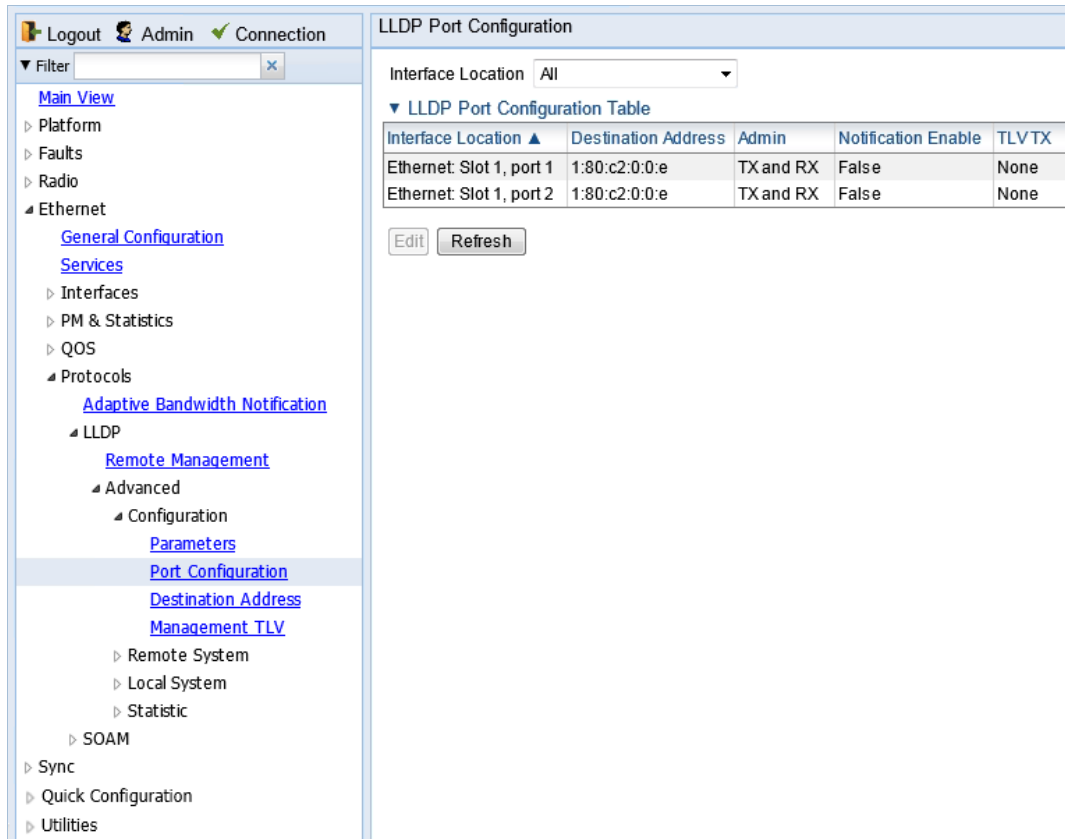 Logout Admin Connection
Filter
Main View
Platform
Faults
Radio
Ethernet
General Configuration
Services
Interfaces
PM & Statistics
QOS
Protocols
Adaptive Bandwidth Notification
LLDP
Remote Management
Advanced
Configuration
Parameters
Port Configuration
Destination Address
Management TLV
Remote System
Local System
Statistic
SOAM
Sync
Quick Configuration
Utilities
LLDP Port Configuration
Interface Location All
LLDP Port Configuration Table
Interface Location ▲ Destination Address Admin Notification Enable TLV TX
Ethernet: Slot 1, port 1 1:80:c2:0:0:e TX and RX False None
Ethernet: Slot 1, port 2 1:80:c2:0:0:e TX and RX False None
Edit Refresh